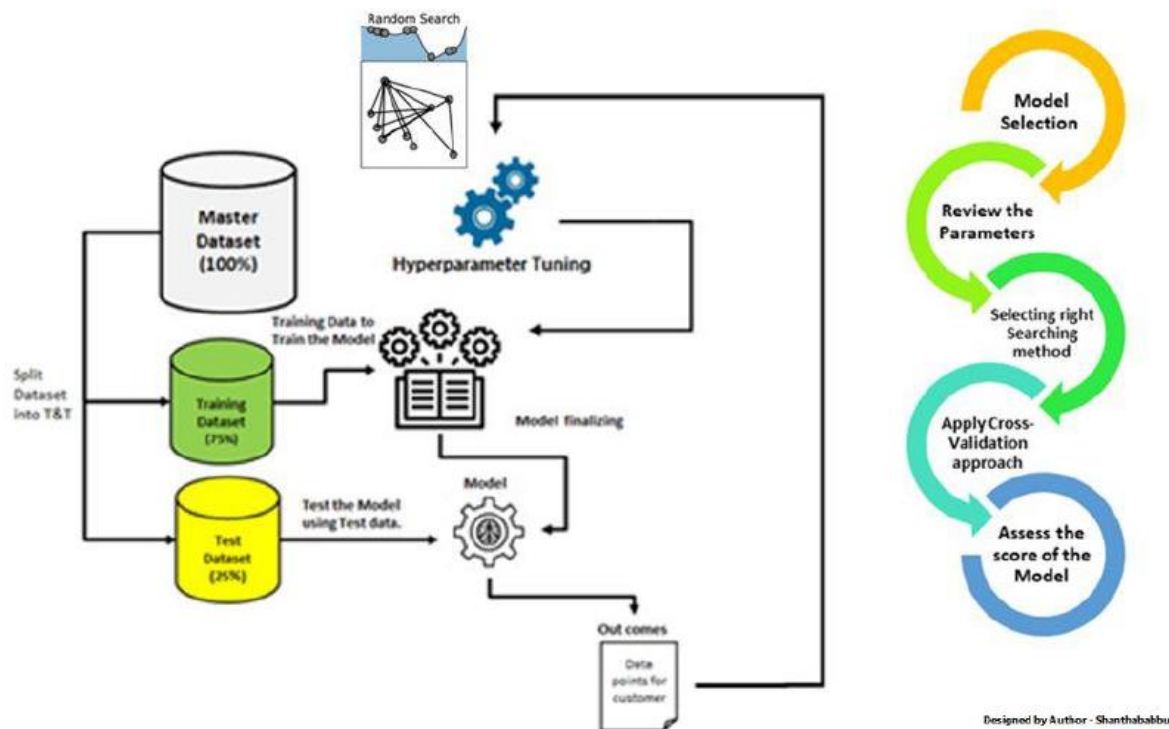 Random Search
Master
Dataset
(100%)
Hyperparameter Tuning
Training Data to
Train the Model
Split
Dataset
into T&T
Training
Dataset
(75%)
Model finalizing
Test the Model
using Test data.
Model
Test
Dataset
(25%)
Out comes
Data
points for
customer
Model
Selection
Review the
Parameters
Selecting right
Searching
method
Apply Cross-
Validation
approach
Assess the
score of the
Model
Designed by Author - Shanthababbu